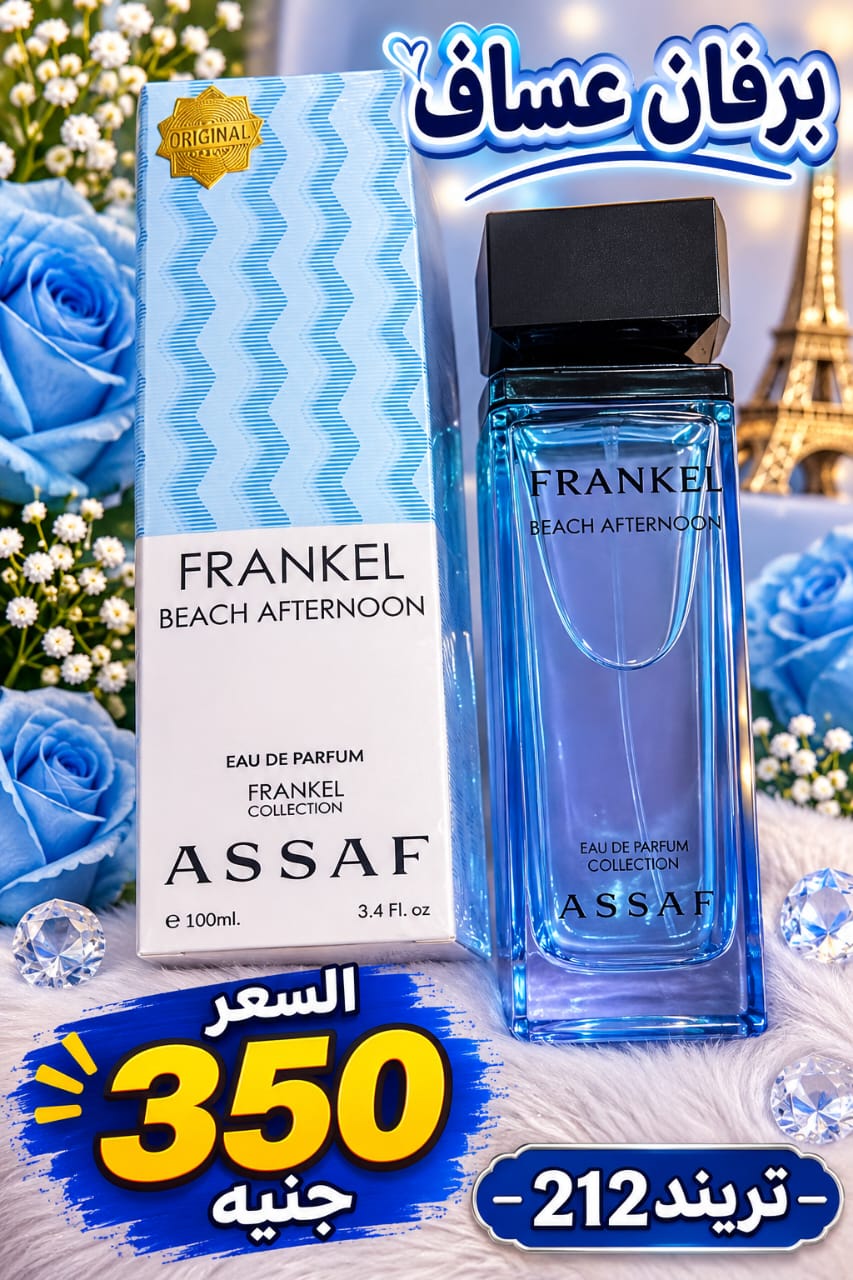 برفان عساف
ORIGINAL
FRANKEL
BEACH AFTERNOON
EAU DE PARFUM
FRANKEL
COLLECTION
ASSAF
e 100ml.
3.4 Fl. oz
FRANKEL
BEACH AFTERNOON
EAU DE PARFUM
COLLECTION
ASSAF
السعر
350
جنيه
- تريند212 -